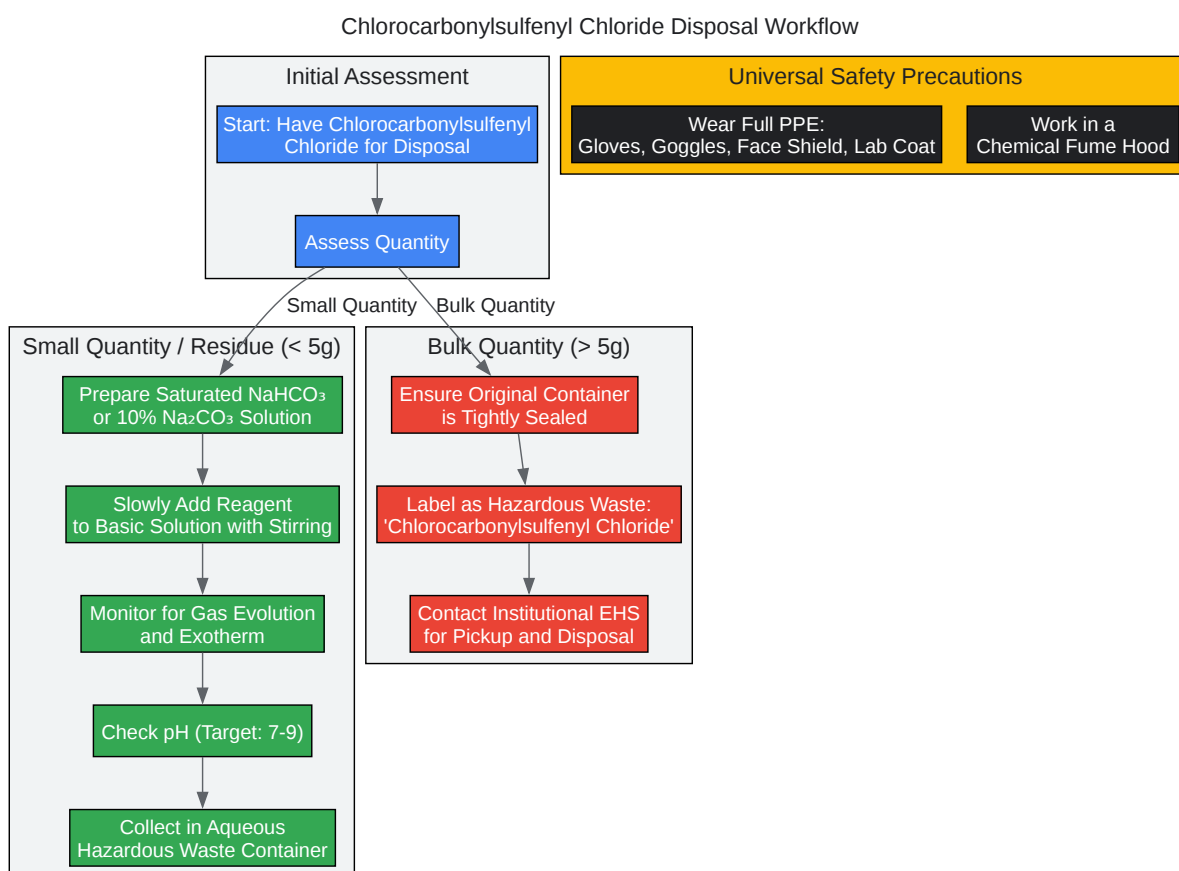 Chlorocarbonylsulfenyl Chloride Disposal Workflow
Initial Assessment
Start: Have Chlorocarbonylsulfenyl
Chloride for Disposal
Assess Quantity
Universal Safety Precautions
Wear Full PPE:
Gloves, Goggles, Face Shield, Lab Coat
Work in a
Chemical Fume Hood
Small Quantity
Bulk Quantity
Small Quantity / Residue (< 5g)
Prepare Saturated NaHCO₃
or 10% Na₂CO₃ Solution
Slowly Add Reagent
to Basic Solution with Stirring
Monitor for Gas Evolution
and Exotherm
Check pH (Target: 7-9)
Collect in Aqueous
Hazardous Waste Container
Bulk Quantity (> 5g)
Ensure Original Container
is Tightly Sealed
Label as Hazardous Waste:
'Chlorocarbonylsulfenyl Chloride'
Contact Institutional EHS
for Pickup and Disposal